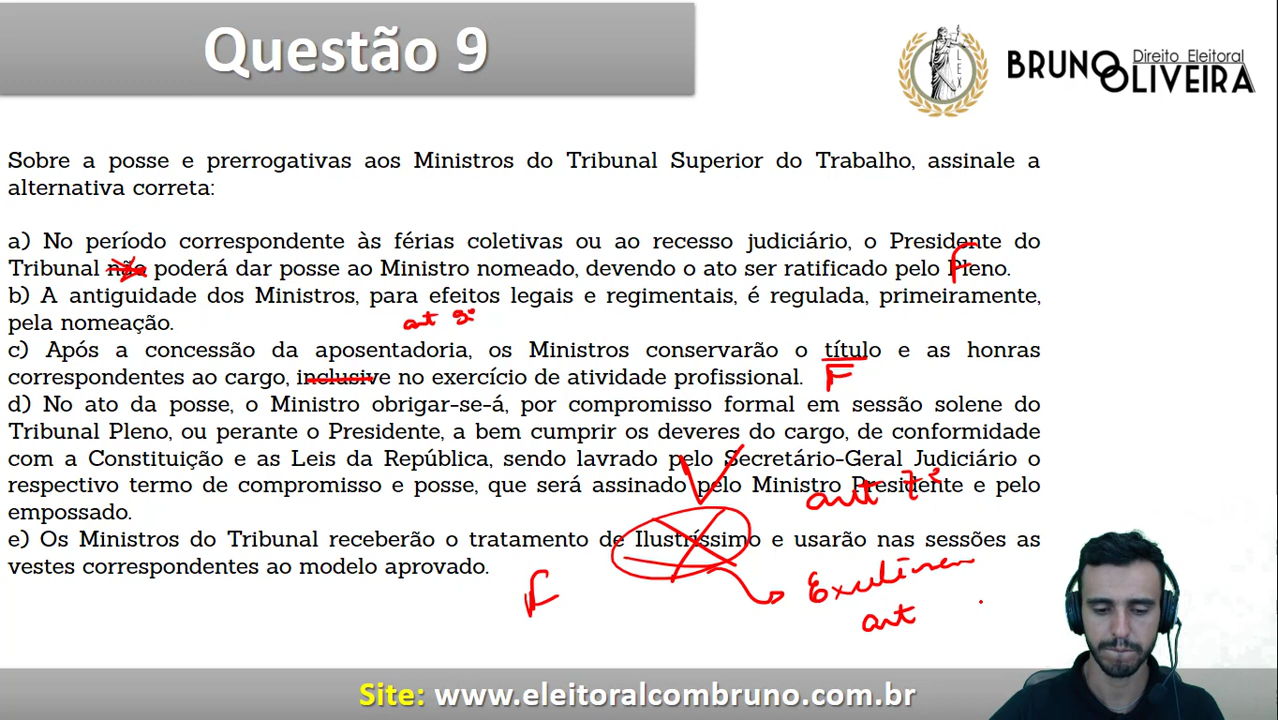 Questão 9
LEX
BRUNO Direito Eleitoral
OLIVEIRA
Sobre a posse e prerrogativas aos Ministros do Tribunal Superior do Trabalho, assinale a
alternativa correta:
a) No período correspondente às férias coletivas ou ao recesso judiciário, o Presidente do
Tribunal não poderá dar posse ao Ministro nomeado, devendo o ato ser ratificado pelo Pleno.
F
b) A antiguidade dos Ministros, para efeitos legais e regimentais, é regulada, primeiramente,
pela nomeação.
art 9º
c) Após a concessão da aposentadoria, os Ministros conservarão o título e as honras
correspondentes ao cargo, inclusive no exercício de atividade profissional.
F
d) No ato da posse, o Ministro obrigar-se-á, por compromisso formal em sessão solene do
Tribunal Pleno, ou perante o Presidente, a bem cumprir os deveres do cargo, de conformidade
com a Constituição e as Leis da República, sendo lavrado pelo Secretário-Geral Judiciário o
respectivo termo de compromisso e posse, que será assinado pelo Ministro Presidente e pelo
empossado.
V
art 7º
e) Os Ministros do Tribunal receberão o tratamento de Ilustríssimo e usarão nas sessões as
vestes correspondentes ao modelo aprovado.
F
art
Site: www.eleitoralcombruno.com.br